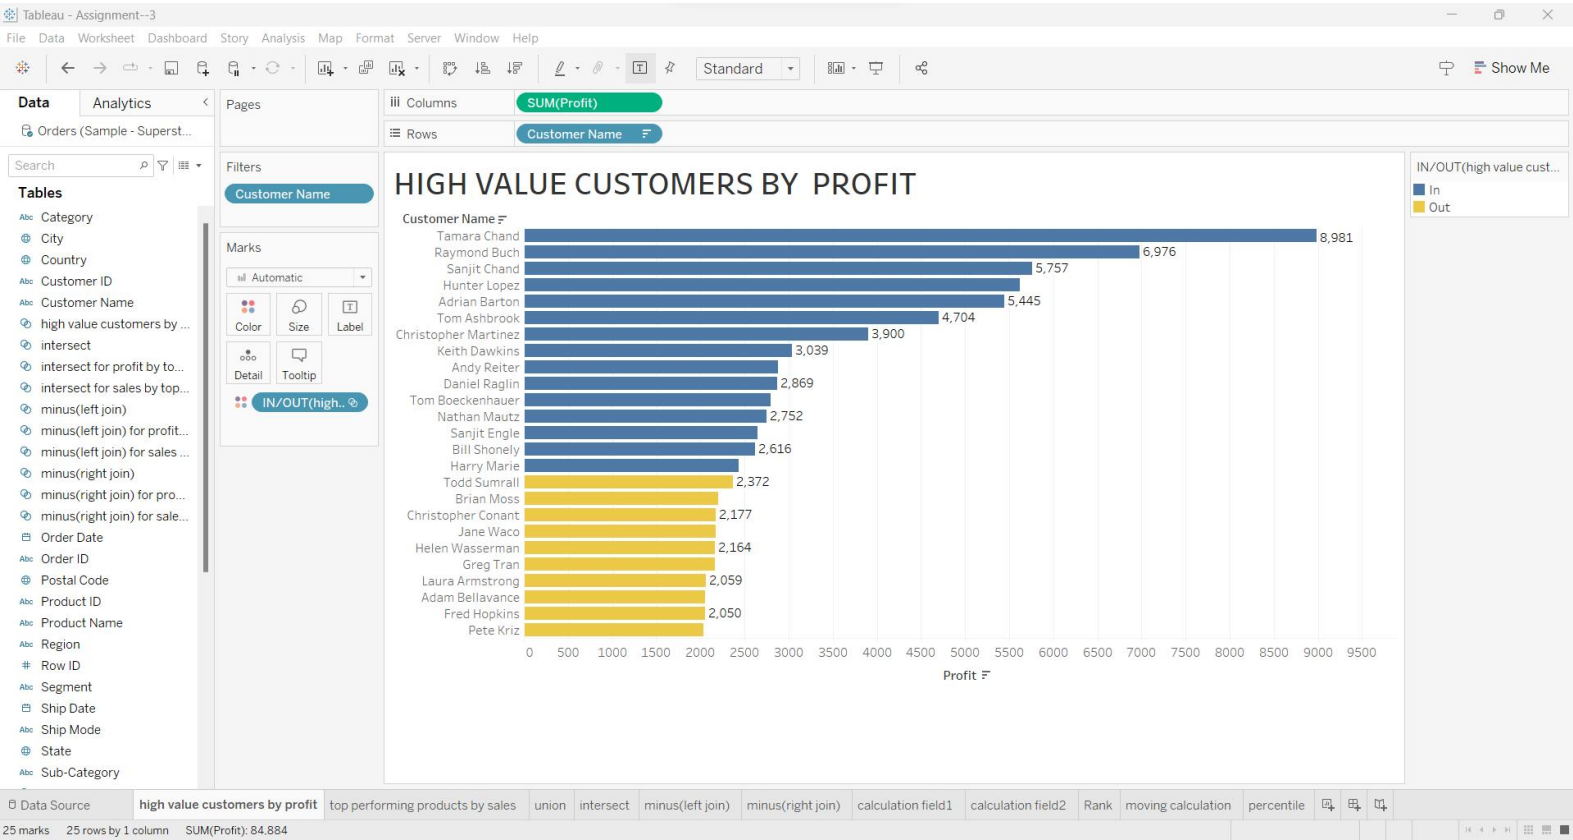 Tableau - Assignment--3
File Data Worksheet Dashboard Story Analysis Map Format Server Window Help
Standard
Show Me
Data
Analytics
Orders (Sample - Superst...
Search
Tables
Abc Category
City
Country
Abc Customer ID
Abc Customer Name
high value customers by ...
intersect
intersect for profit by to...
intersect for sales by top...
minus(left join)
minus(left join) for profit...
minus(left join) for sales ...
minus(right join)
minus(right join) for pro...
minus(right join) for sale...
Order Date
Abc Order ID
Postal Code
Abc Product ID
Abc Product Name
Abc Region
# Row ID
Abc Segment
Ship Date
Abc Ship Mode
State
Abc Sub-Category
Pages
Filters
Customer Name
Marks
Automatic
Color Size Label
Detail Tooltip
IN/OUT(high..
Columns
SUM(Profit)
Rows
Customer Name
HIGH VALUE CUSTOMERS BY  PROFIT
Customer Name
Tamara Chand 8,981
Raymond Buch 6,976
Sanjit Chand 5,757
Hunter Lopez
Adrian Barton 5,445
Tom Ashbrook 4,704
Christopher Martinez 3,900
Keith Dawkins 3,039
Andy Reiter
Daniel Raglin 2,869
Tom Boeckenhauer
Nathan Mautz 2,752
Sanjit Engle
Bill Shonely 2,616
Harry Marie
Todd Sumrall 2,372
Brian Moss
Christopher Conant 2,177
Jane Waco
Helen Wasserman 2,164
Greg Tran
Laura Armstrong 2,059
Adam Bellavance
Fred Hopkins 2,050
Pete Kriz
0 500 1000 1500 2000 2500 3000 3500 4000 4500 5000 5500 6000 6500 7000 7500 8000 8500 9000 9500
Profit
IN/OUT(high value cust...
In
Out
Data Source
high value customers by profit
top performing products by sales
union
intersect
minus(left join)
minus(right join)
calculation field1
calculation field2
Rank
moving calculation
percentile
25 marks 25 rows by 1 column SUM(Profit): 84,884